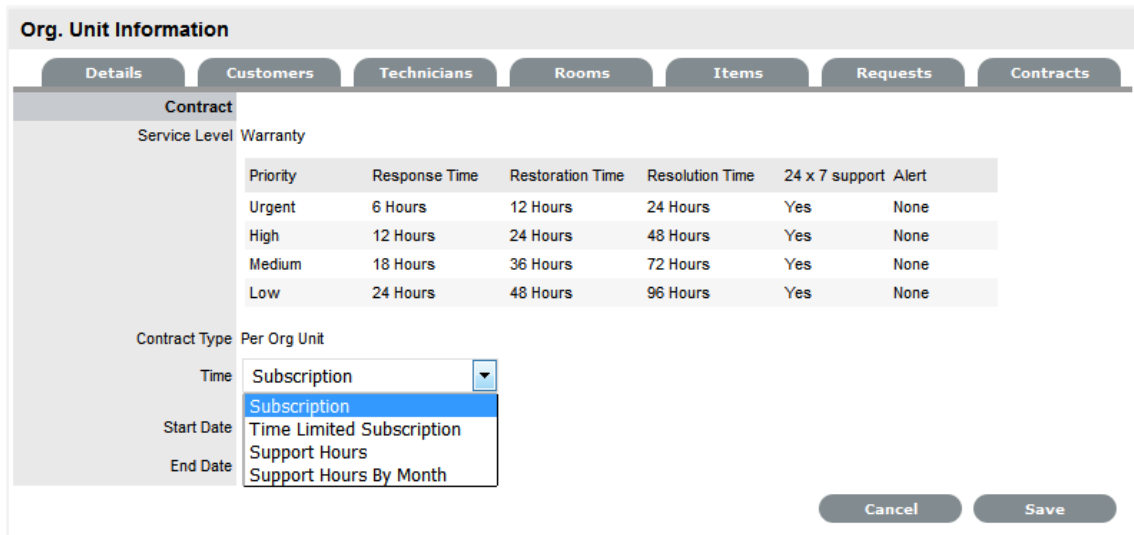 Org. Unit Information
Details Customers Technicians Rooms Items Requests Contracts
Contract
Service Level Warranty
Priority Response Time Restoration Time Resolution Time 24 x 7 support Alert
Urgent 6 Hours 12 Hours 24 Hours Yes None
High 12 Hours 24 Hours 48 Hours Yes None
Medium 18 Hours 36 Hours 72 Hours Yes None
Low 24 Hours 48 Hours 96 Hours Yes None
Contract Type Per Org Unit
Time Subscription
Subscription
Start Date Time Limited Subscription
Support Hours
End Date Support Hours By Month
Cancel Save